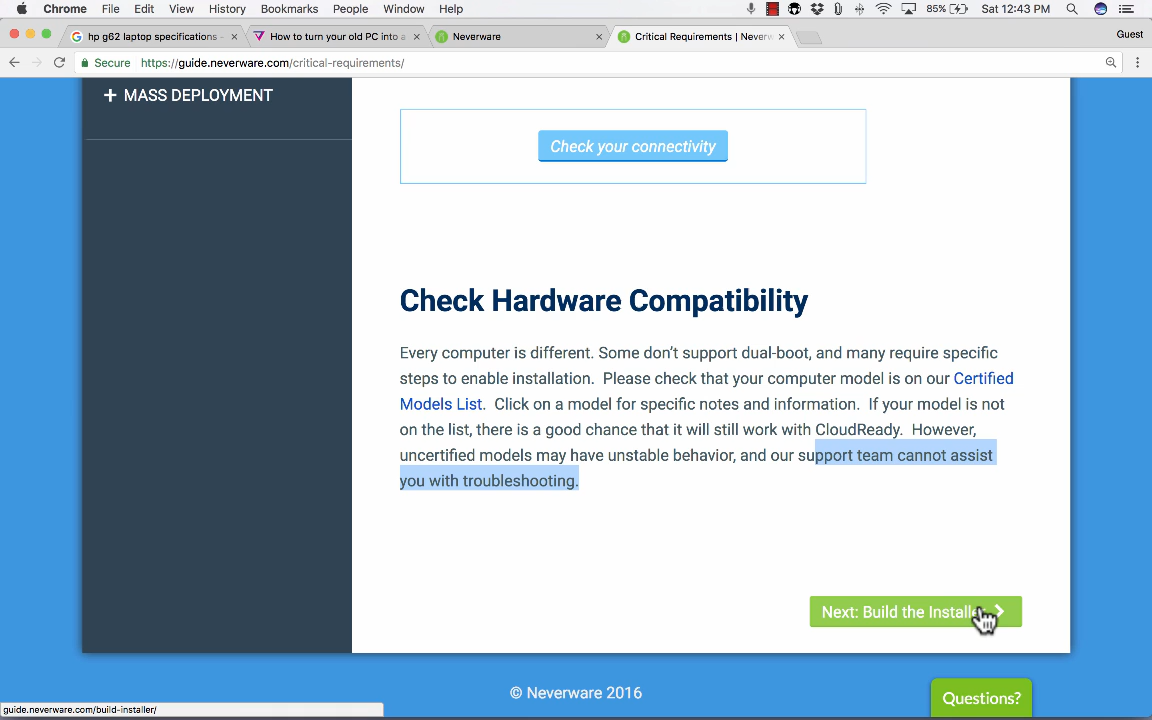 Chrome File Edit View History Bookmarks People Window Help 85% Sat 12:43 PM
hp g62 laptop specifications - How to turn your old PC into a Neverware Critical Requirements | Neverw Guest
Secure https://guide.neverware.com/critical-requirements/
+ MASS DEPLOYMENT
Check your connectivity
Check Hardware Compatibility
Every computer is different. Some don't support dual-boot, and many require specific
steps to enable installation. Please check that your computer model is on our Certified
Models List. Click on a model for specific notes and information. If your model is not
on the list, there is a good chance that it will still work with CloudReady. However,
uncertified models may have unstable behavior, and our support team cannot assist
you with troubleshooting.
Next: Build the Installe
© Neverware 2016
Questions?
guide.neverware.com/build-installer/